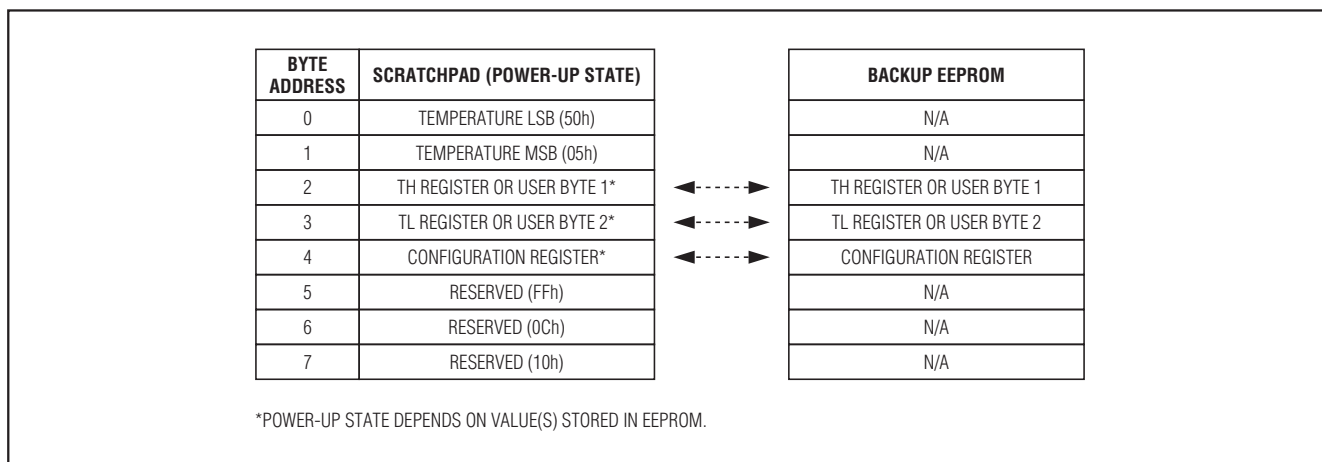 BYTE ADDRESS SCRATCHPAD (POWER-UP STATE) BACKUP EEPROM
0 TEMPERATURE LSB (50h) N/A
1 TEMPERATURE MSB (05h) N/A
2 TH REGISTER OR USER BYTE 1* TH REGISTER OR USER BYTE 1
3 TL REGISTER OR USER BYTE 2* TL REGISTER OR USER BYTE 2
4 CONFIGURATION REGISTER* CONFIGURATION REGISTER
5 RESERVED (FFh) N/A
6 RESERVED (0Ch) N/A
7 RESERVED (10h) N/A
*POWER-UP STATE DEPENDS ON VALUE(S) STORED IN EEPROM.